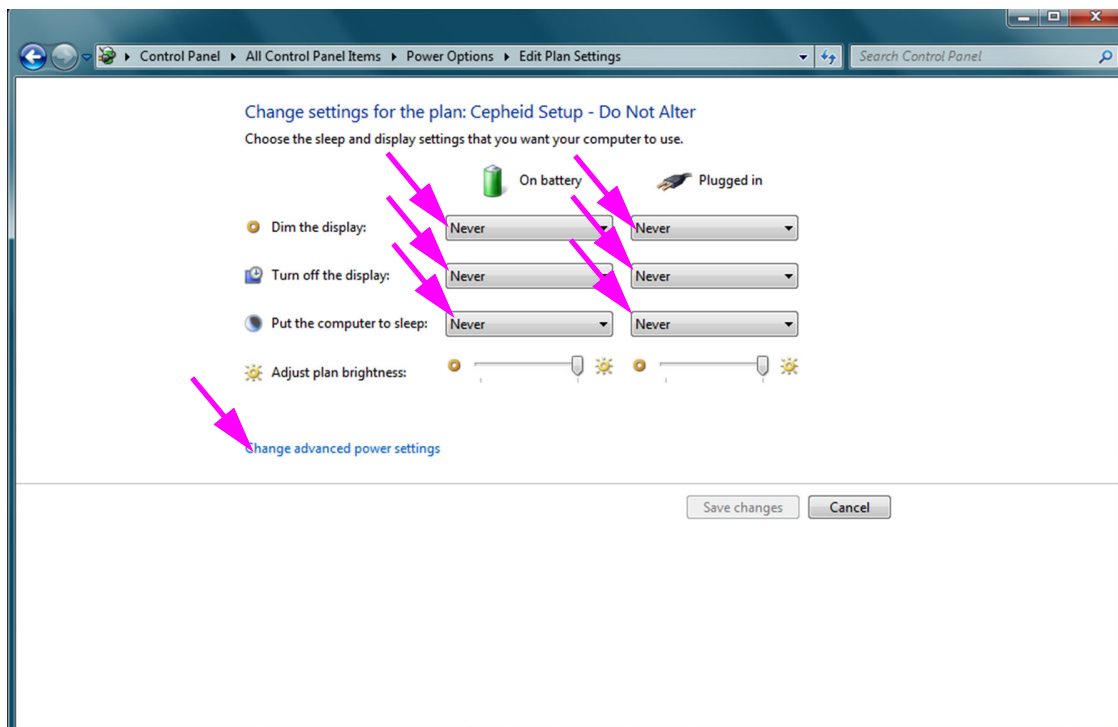 Control Panel All Control Panel Items Power Options Edit Plan Settings Search Control Panel
Change settings for the plan: Cepheid Setup - Do Not Alter
Choose the sleep and display settings that you want your computer to use.
On battery Plugged in
Dim the display: Never Never
Turn off the display: Never Never
Put the computer to sleep: Never Never
Adjust plan brightness:
Change advanced power settings
Save changes Cancel